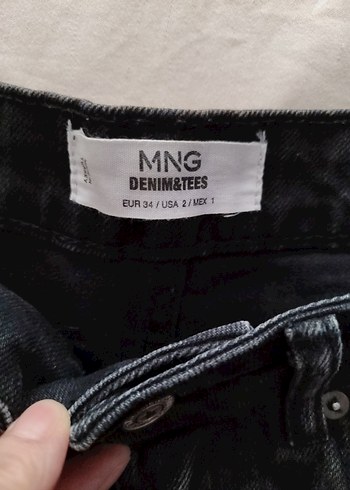 MNG
DENIM&TEES
EUR 34 / USA 2 / MEX 1